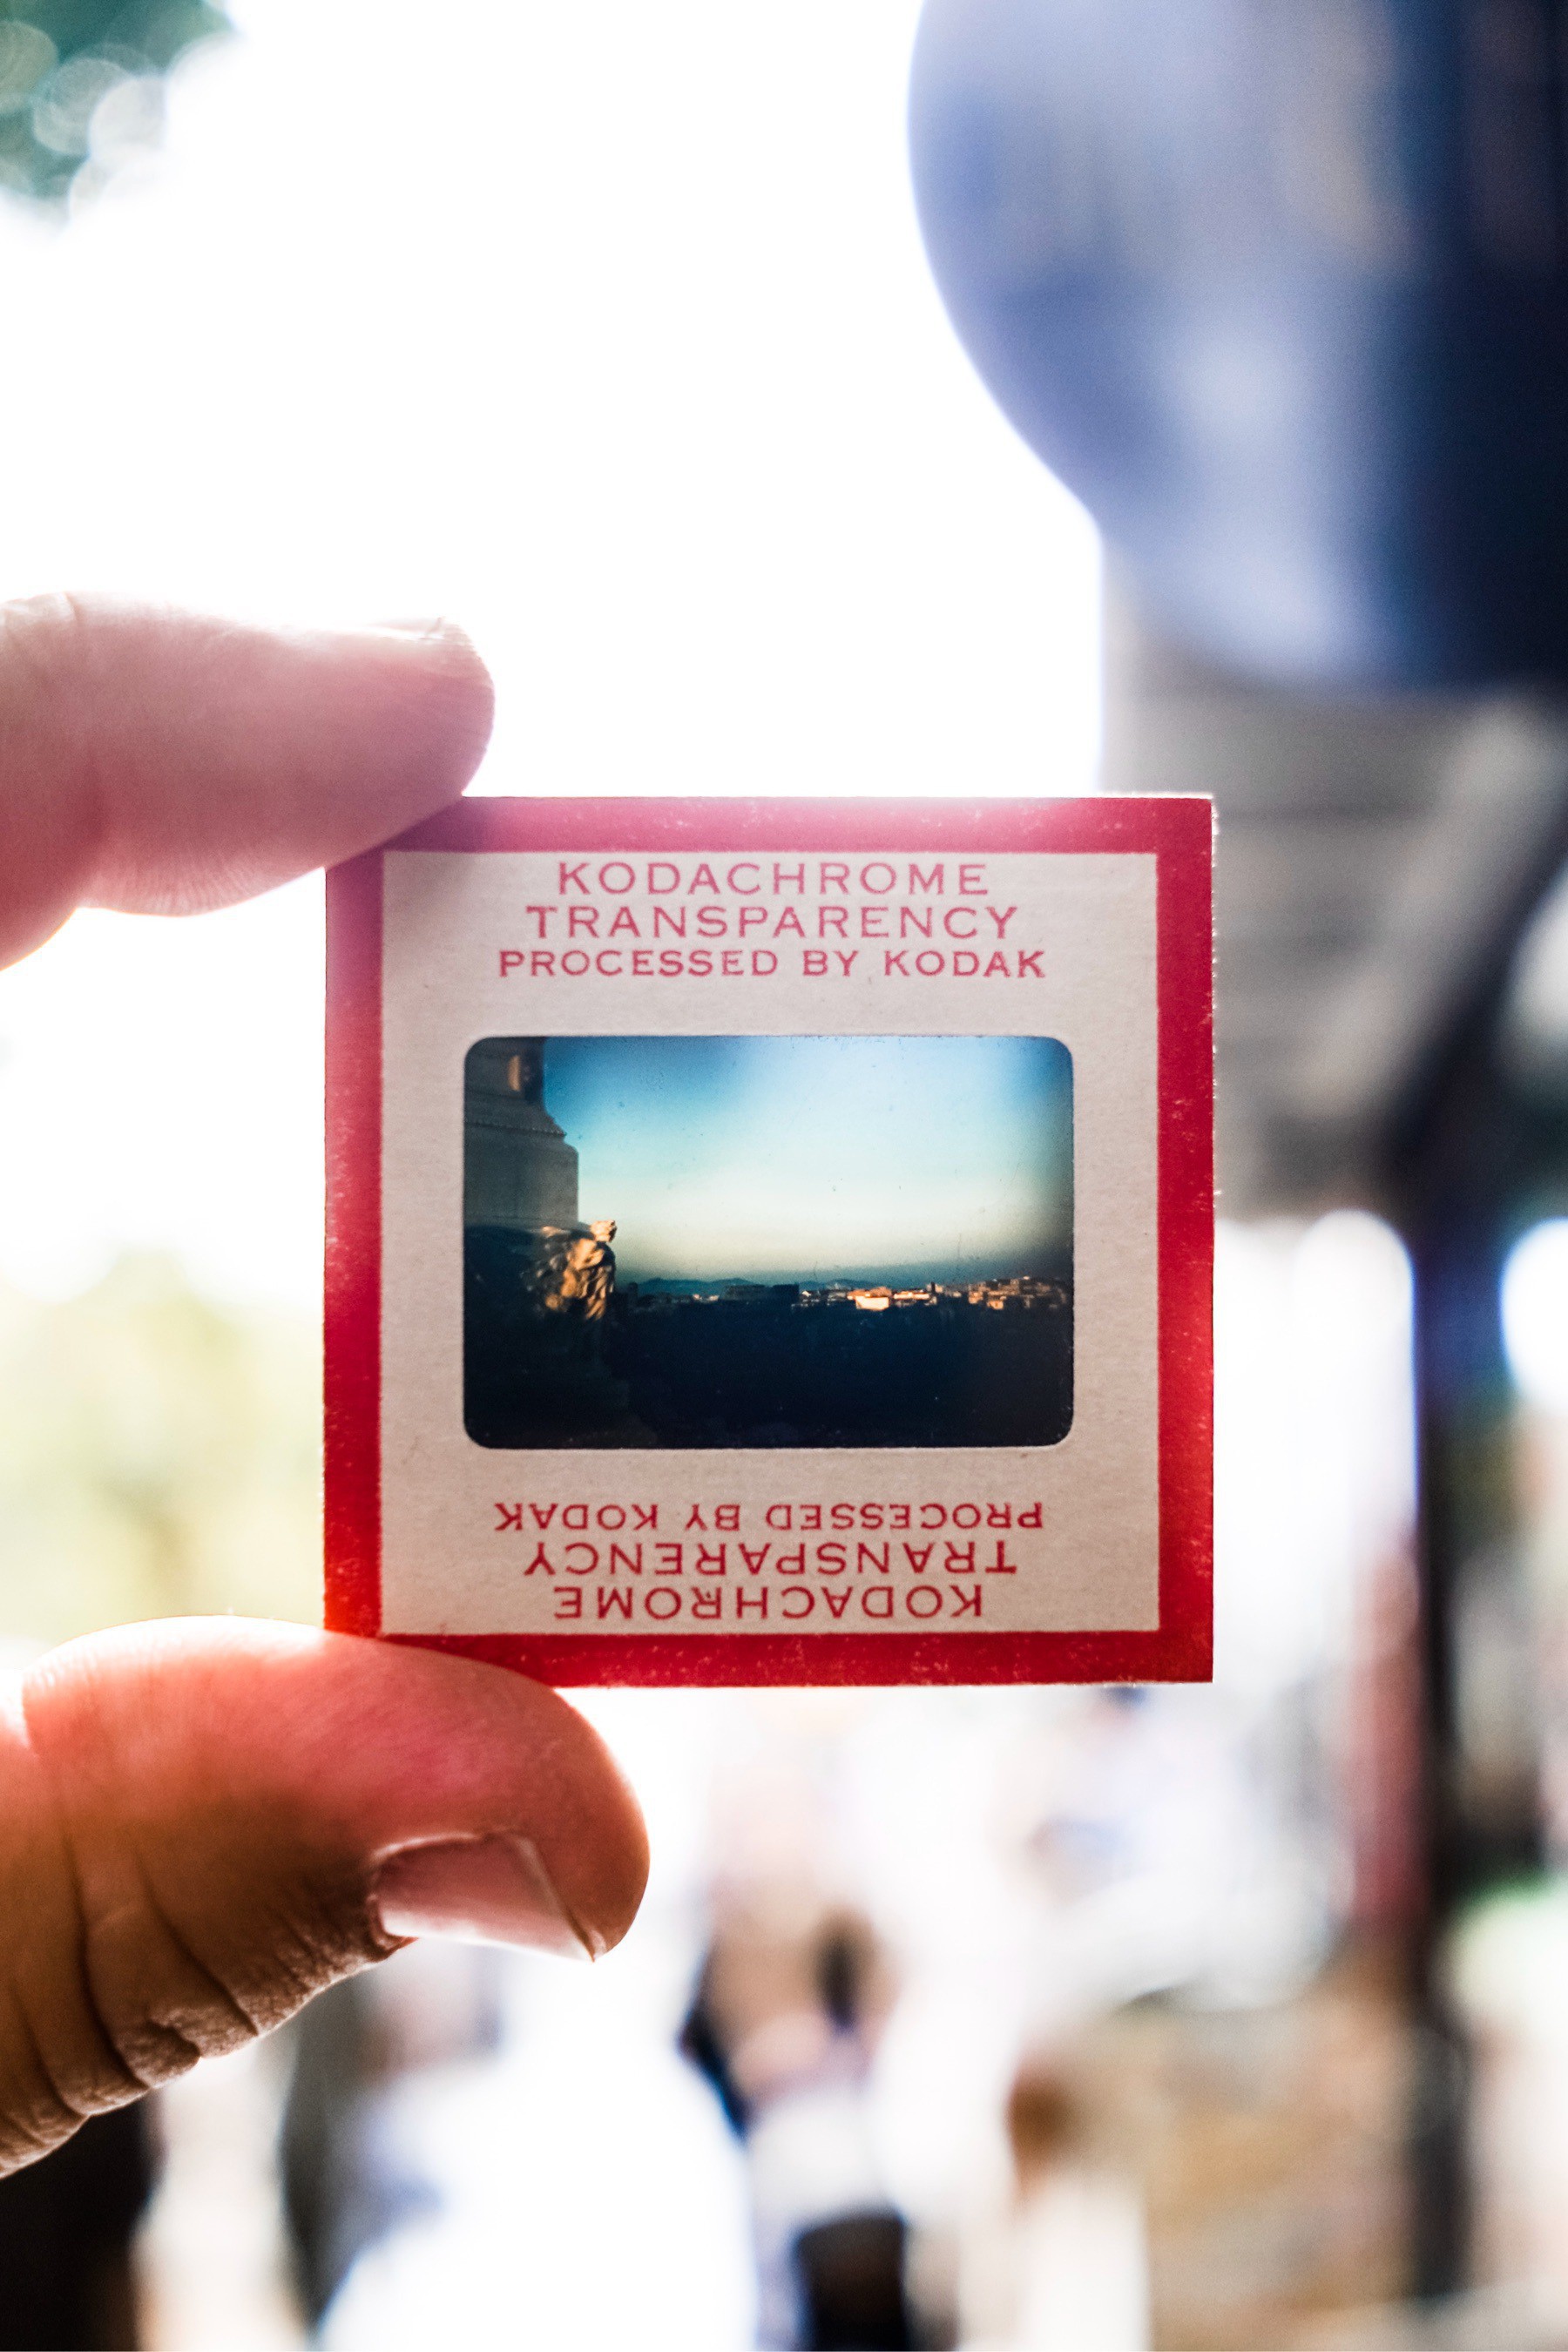 KODACHROME
TRANSPARENCY
PROCESSED BY KODAK
KODACHROME
TRANSPARENCY
PROCESSED BY KODAK